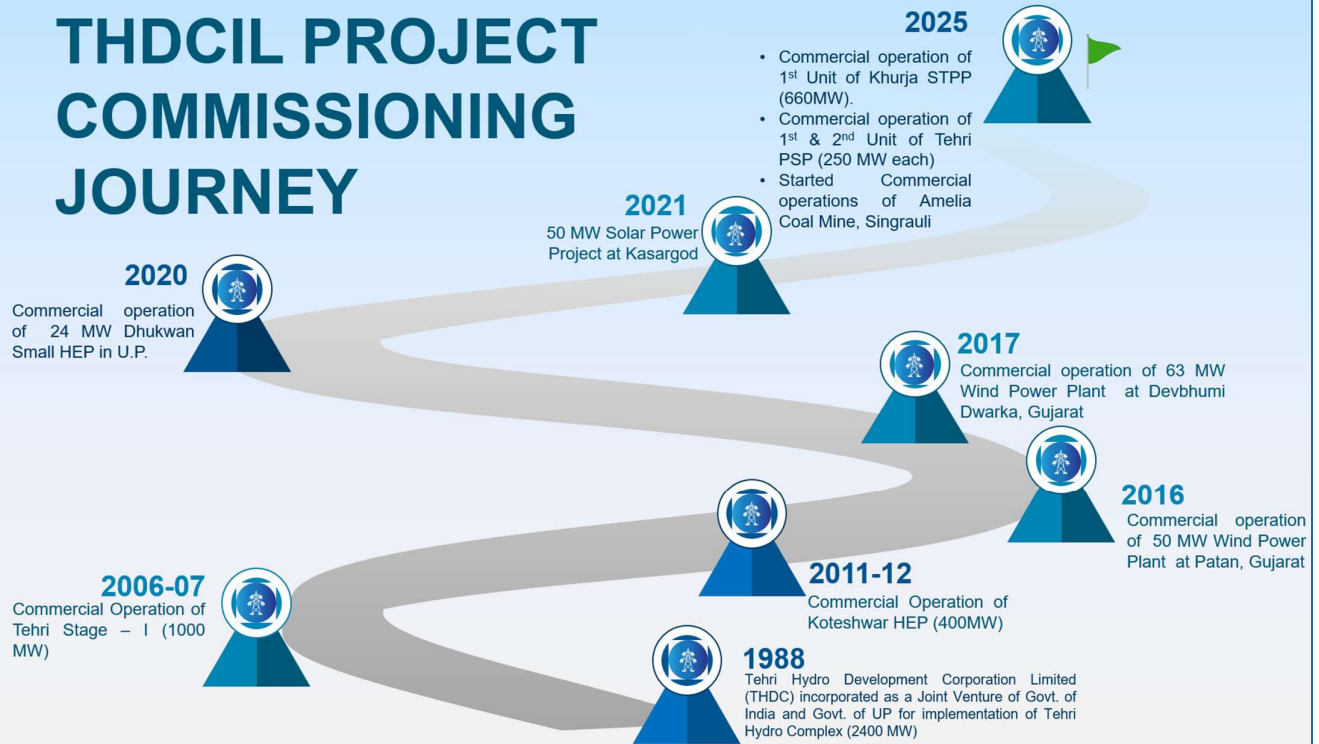 THDCIL PROJECT
COMMISSIONING
JOURNEY
2025
• Commercial operation of
1st Unit of Khurja STPP
(660MW).
• Commercial operation of
1st & 2nd Unit of Tehri
PSP (250 MW each)
• Started Commercial
operations of Amelia
Coal Mine, Singrauli
2021
50 MW Solar Power
Project at Kasargod
2020
Commercial operation
of 24 MW Dhukwan
Small HEP in U.P.
2017
Commercial operation of 63 MW
Wind Power Plant at Devbhumi
Dwarka, Gujarat
2016
Commercial operation
of 50 MW Wind Power
Plant at Patan, Gujarat
2011-12
Commercial Operation of
Koteshwar HEP (400MW)
2006-07
Commercial Operation of
Tehri Stage – I (1000
MW)
1988
Tehri Hydro Development Corporation Limited
(THDC) incorporated as a Joint Venture of Govt. of
India and Govt. of UP for implementation of Tehri
Hydro Complex (2400 MW)